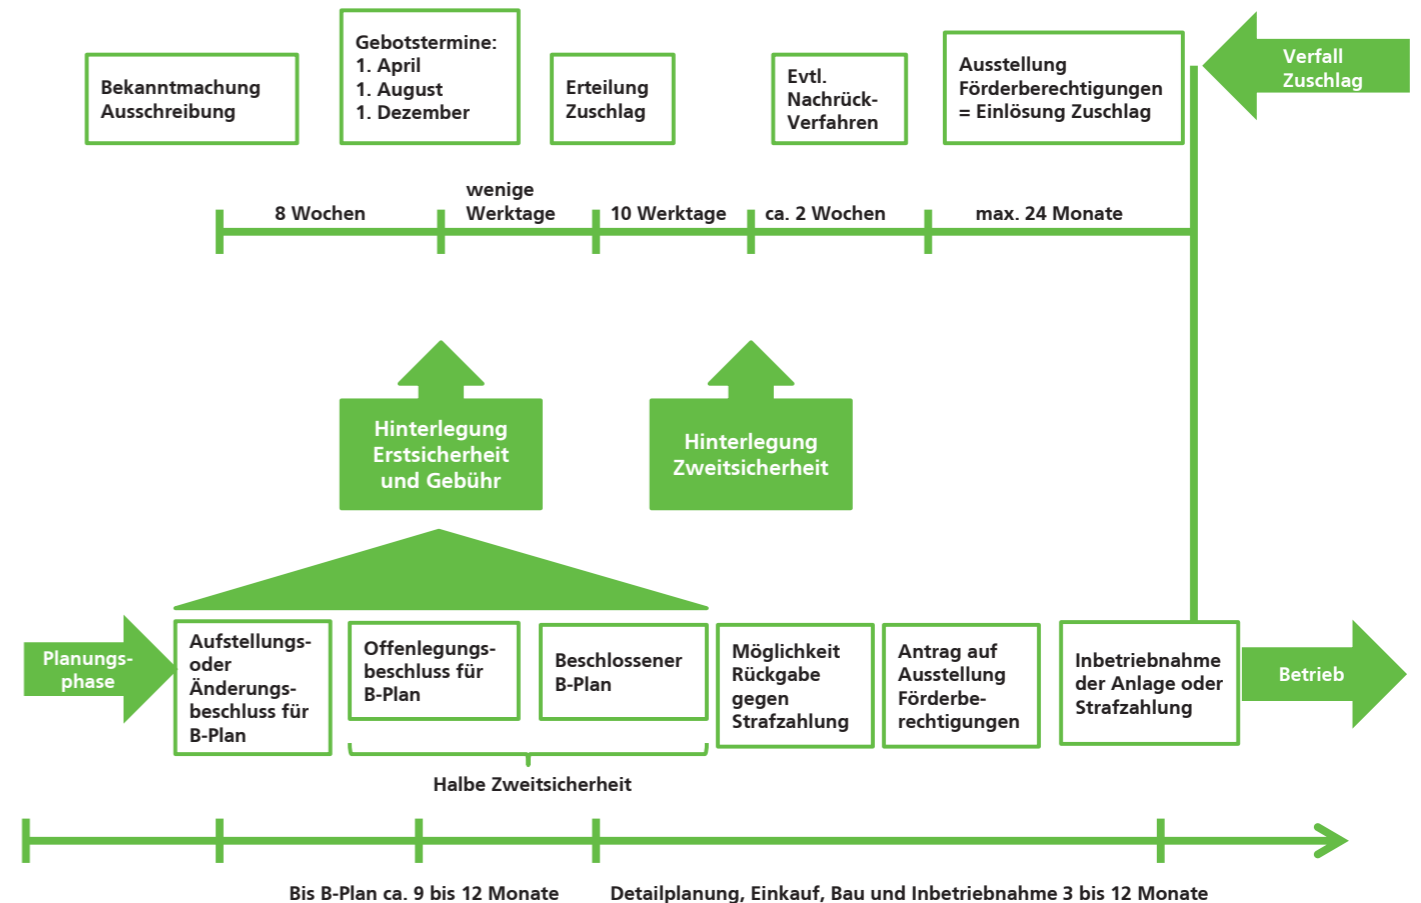 Bekanntmachung
Ausschreibung
Gebotstermine:
1. April
1. August
1. Dezember
Erteilung
Zuschlag
Evtl.
Nachrück-
Verfahren
Ausstellung
Förderberechtigungen
= Einlösung Zuschlag
Verfall
Zuschlag
8 Wochen
wenige
Werktage
10 Werktage
ca. 2 Wochen
max. 24 Monate
Hinterlegung
Erstsicherheit
und Gebühr
Hinterlegung
Zweitsicherheit
Planungs-
phase
Aufstellungs-
oder
Änderungs-
beschluss für
B-Plan
Offenlegungs-
beschluss für
B-Plan
Beschlossener
B-Plan
Möglichkeit
Rückgabe
gegen
Strafzahlung
Antrag auf
Ausstellung
Förderbe-
rechtigungen
Inbetriebnahme
der Anlage oder
Strafzahlung
Betrieb
Halbe Zweitsicherheit
Bis B-Plan ca. 9 bis 12 Monate
Detailplanung, Einkauf, Bau und Inbetriebnahme 3 bis 12 Monate